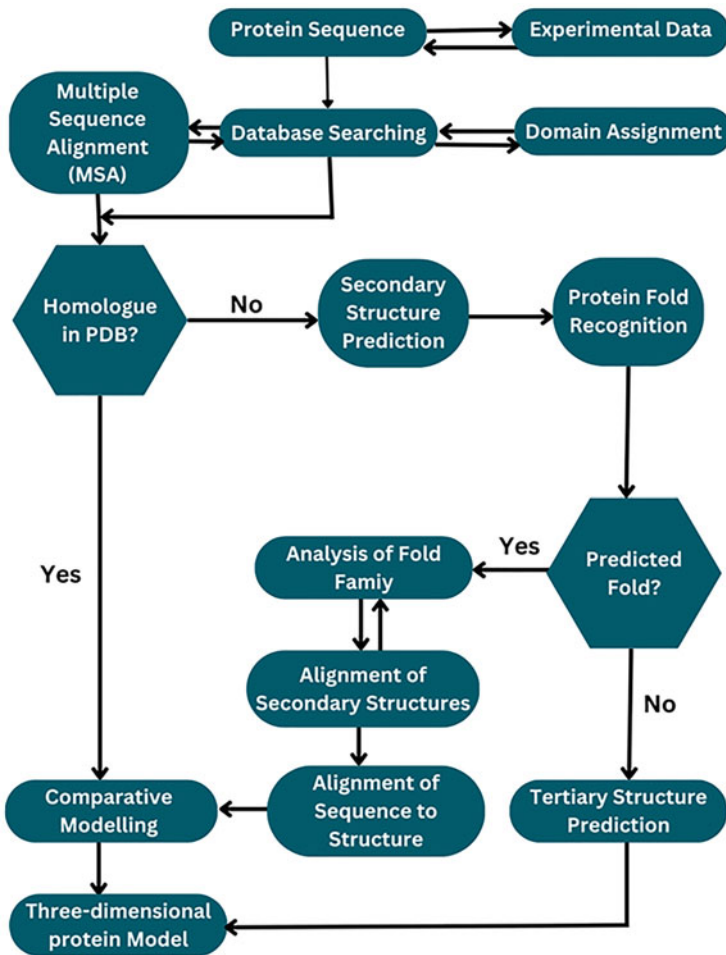 Protein Sequence
Experimental Data
Multiple
Sequence
Alignment
(MSA)
Database Searching
Domain Assignment
Homologue
in PDB?
No
Secondary
Structure
Prediction
Protein Fold
Recognition
Yes
Analysis of Fold
Famiy
Yes
Predicted
Fold?
Alignment of
Secondary Structures
No
Comparative
Modelling
Alignment of
Sequence to
Structure
Tertiary Structure
Prediction
Three-dimensional
protein Model